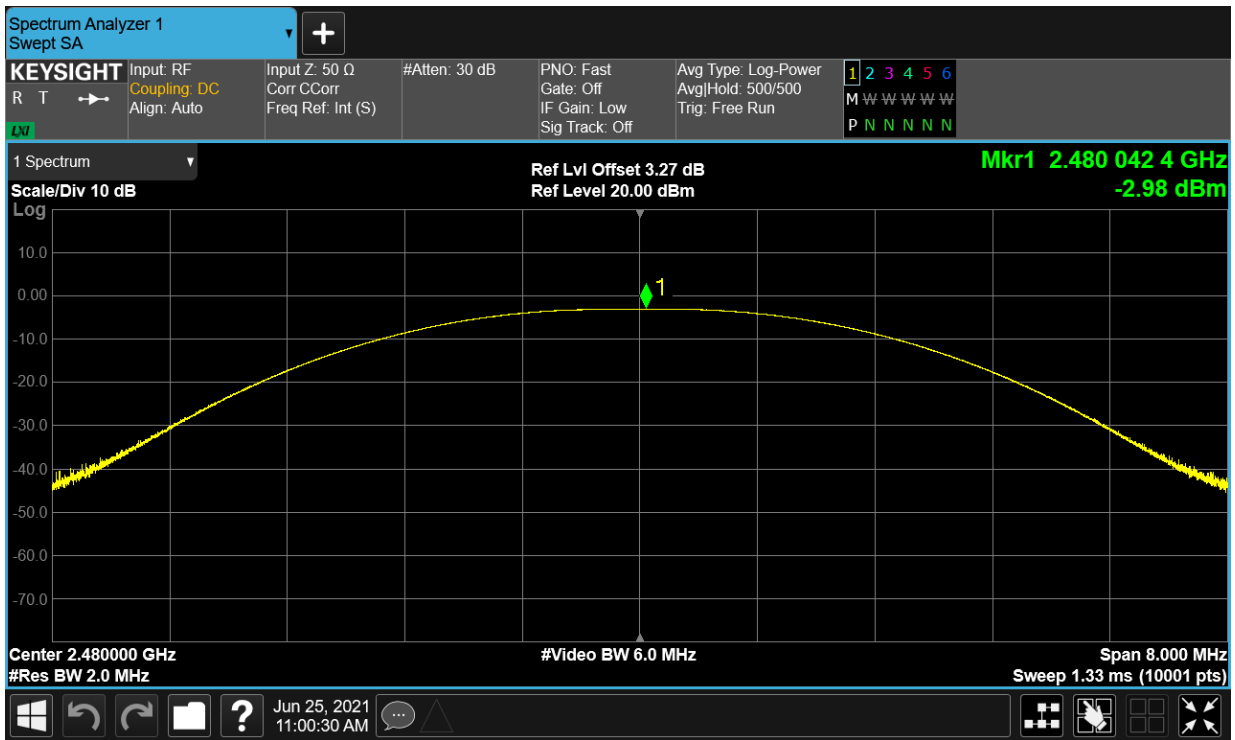 Spectrum Analyzer 1
Swept SA
KEYSIGHT
R T
LXI
Input: RF
Coupling: DC
Align: Auto
Input Z: 50 Ω
Corr CCorr
Freq Ref: Int (S)
#Atten: 30 dB
PNO: Fast
Gate: Off
IF Gain: Low
Sig Track: Off
Avg Type: Log-Power
Avg|Hold: 500/500
Trig: Free Run
1 2 3 4 5 6
M W W W W W
P N N N N N
1 Spectrum
Scale/Div 10 dB
Log
Ref Lvl Offset 3.27 dB
Ref Level 20.00 dBm
Mkr1 2.480 042 4 GHz
-2.98 dBm
10.0
0.00
1
-10.0
-20.0
-30.0
-40.0
-50.0
-60.0
-70.0
Center 2.480000 GHz
#Res BW 2.0 MHz
#Video BW 6.0 MHz
Span 8.000 MHz
Sweep 1.33 ms (10001 pts)
?
Jun 25, 2021
11:00:30 AM